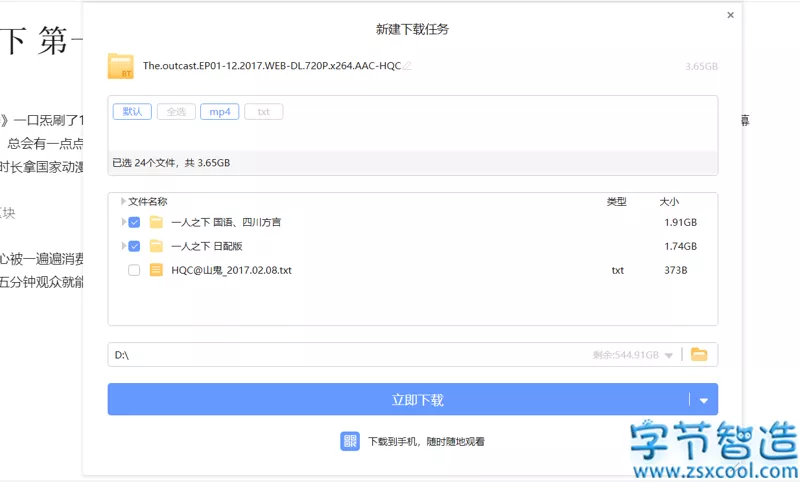 新建下载任务
下 第一
The.outcast.EP01-12.2017.WEB-DL.720P.x264.AAC-HQC
3.65GB
BT
默认 全选 mp4 txt
》一口炁刷了1
幕
总会有一点点
时长拿国家动漫
已选 24个文件，共 3.65GB
文件名称 类型 大小
块
一人之下 国语、四川方言 1.91GB
一人之下 日配版 1.74GB
心被一遍遍消费
HQC@山鬼_2017.02.08.txt txt 373B
五分钟观众就能
D:\ 剩余:544.91GB
立即下载
下载到手机，随时随地观看
字节智造
www.zsxcool.com